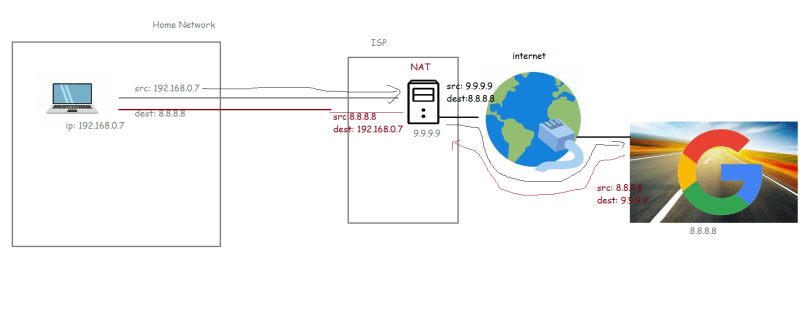 Home Network
ISP
internet
NAT
src: 192.168.0.7
src: 9.9.9.9
dest:8.8.8.8
dest: 8.8.8.8
src:8.8.8.8
dest: 192.168.0.7
ip: 192.168.0.7
9.9.9.9
src: 8.8.8.8
dest: 9.9.9.9
8.8.8.8